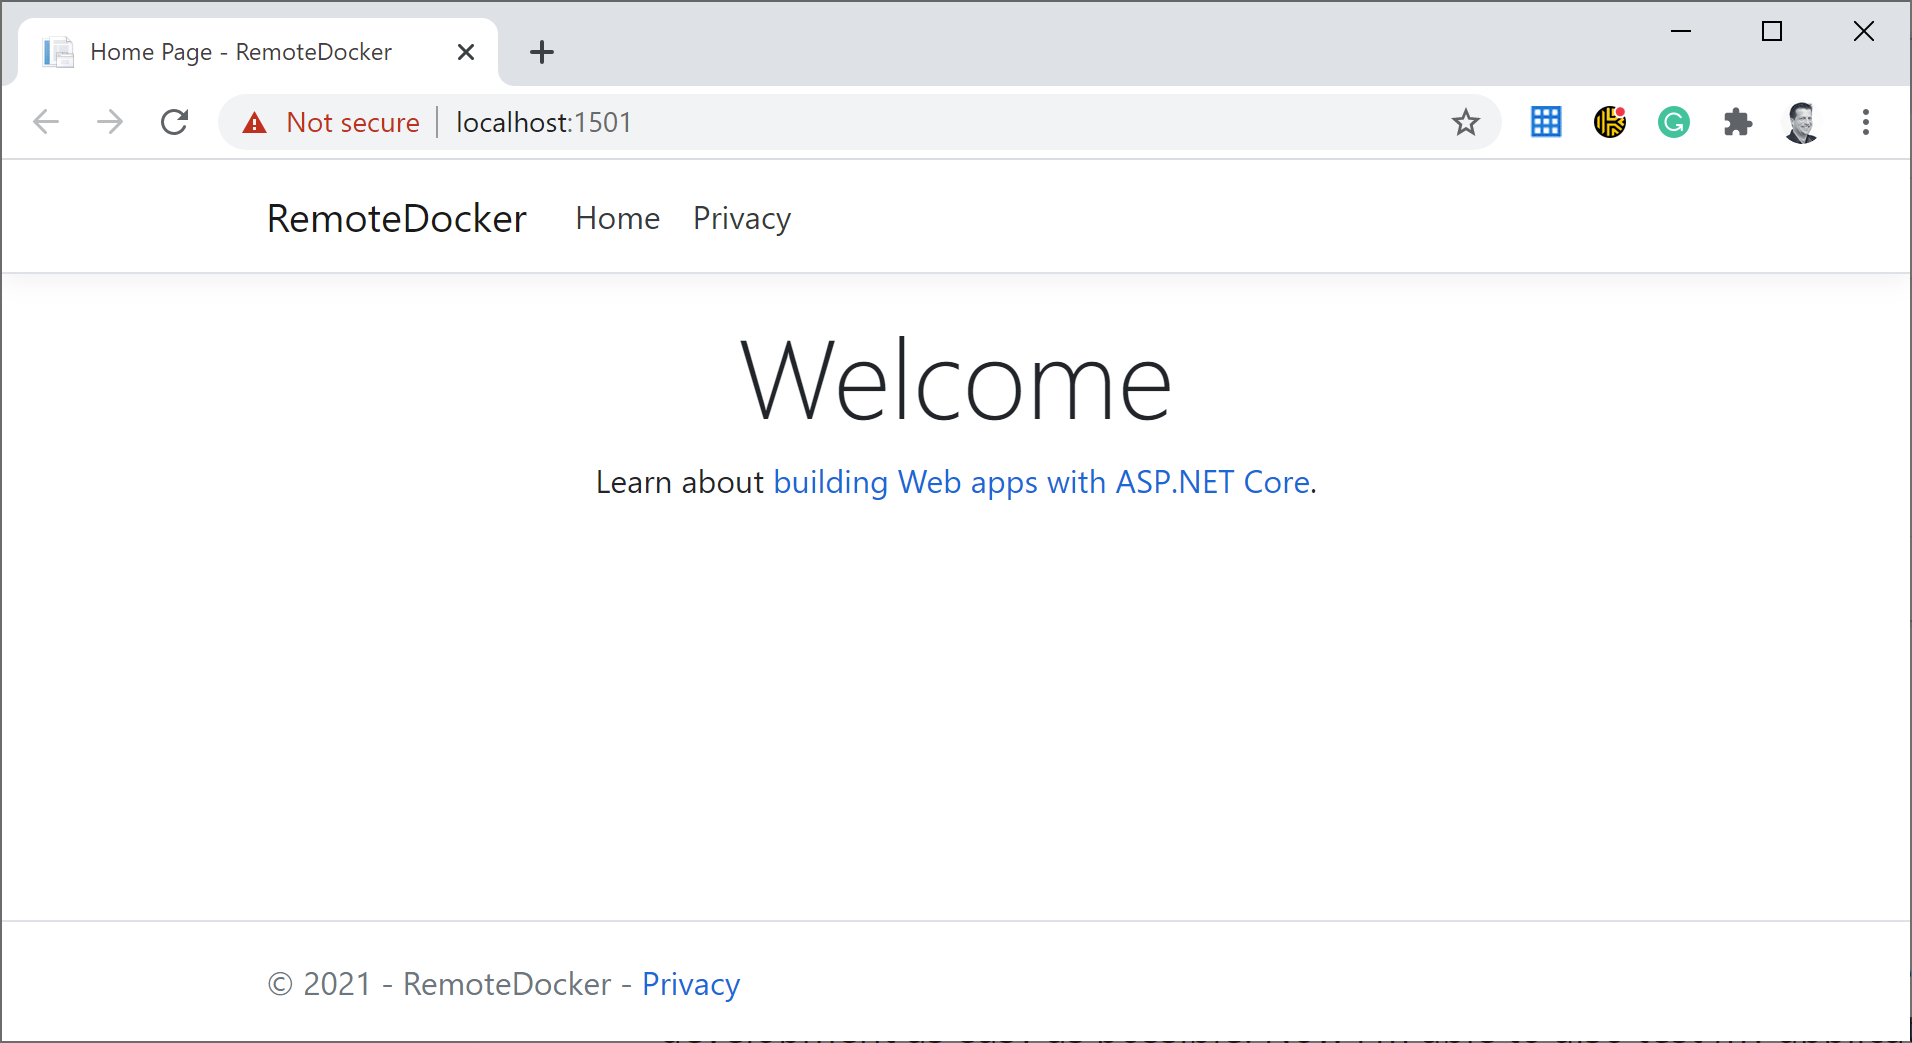 Home Page - RemoteDocker
Not secure localhost:1501
RemoteDocker Home Privacy
Welcome
Learn about building Web apps with ASP.NET Core.
© 2021 - RemoteDocker - Privacy